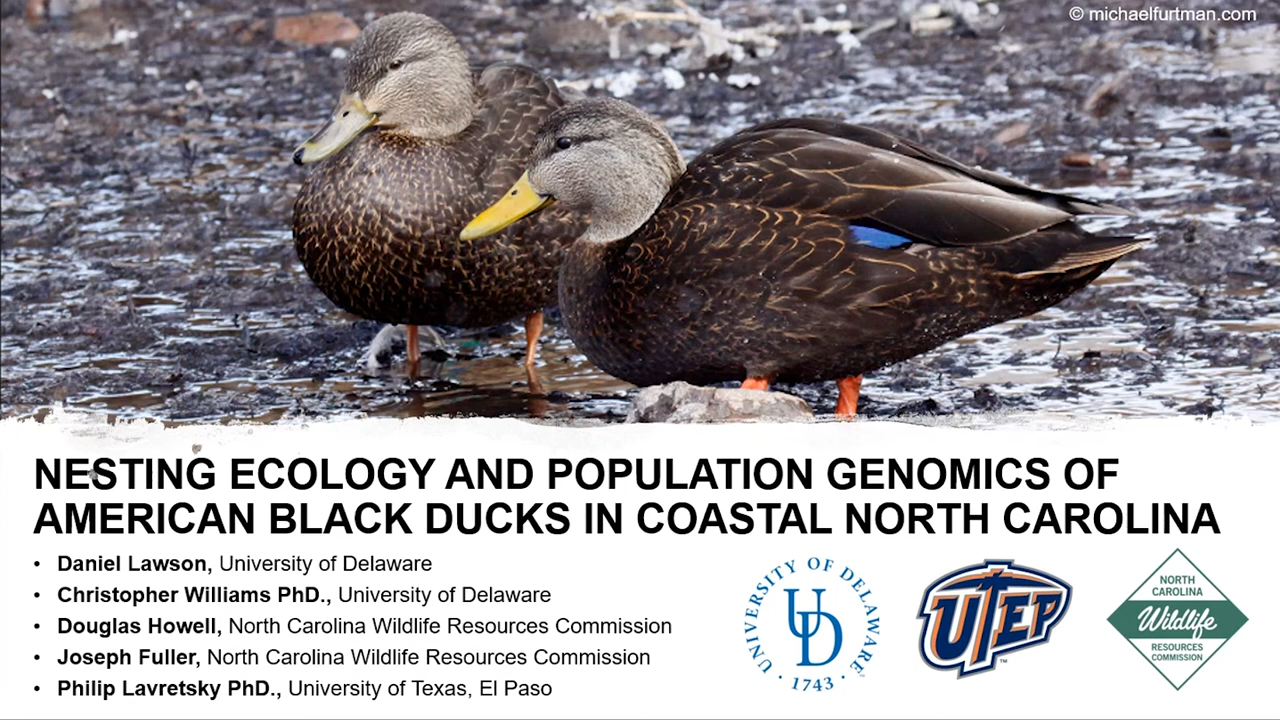 © michaelfurtman.com
NESTING ECOLOGY AND POPULATION GENOMICS OF
AMERICAN BLACK DUCKS IN COASTAL NORTH CAROLINA
• Daniel Lawson, University of Delaware
• Christopher Williams PhD., University of Delaware
• Douglas Howell, North Carolina Wildlife Resources Commission
• Joseph Fuller, North Carolina Wildlife Resources Commission
• Philip Lavretsky PhD., University of Texas, El Paso
UNIVERSITY OF DELAWARE
UD
· 1743 ·
UTEP
™
NORTH
CAROLINA
Wildlife
RESOURCES
COMMISSION